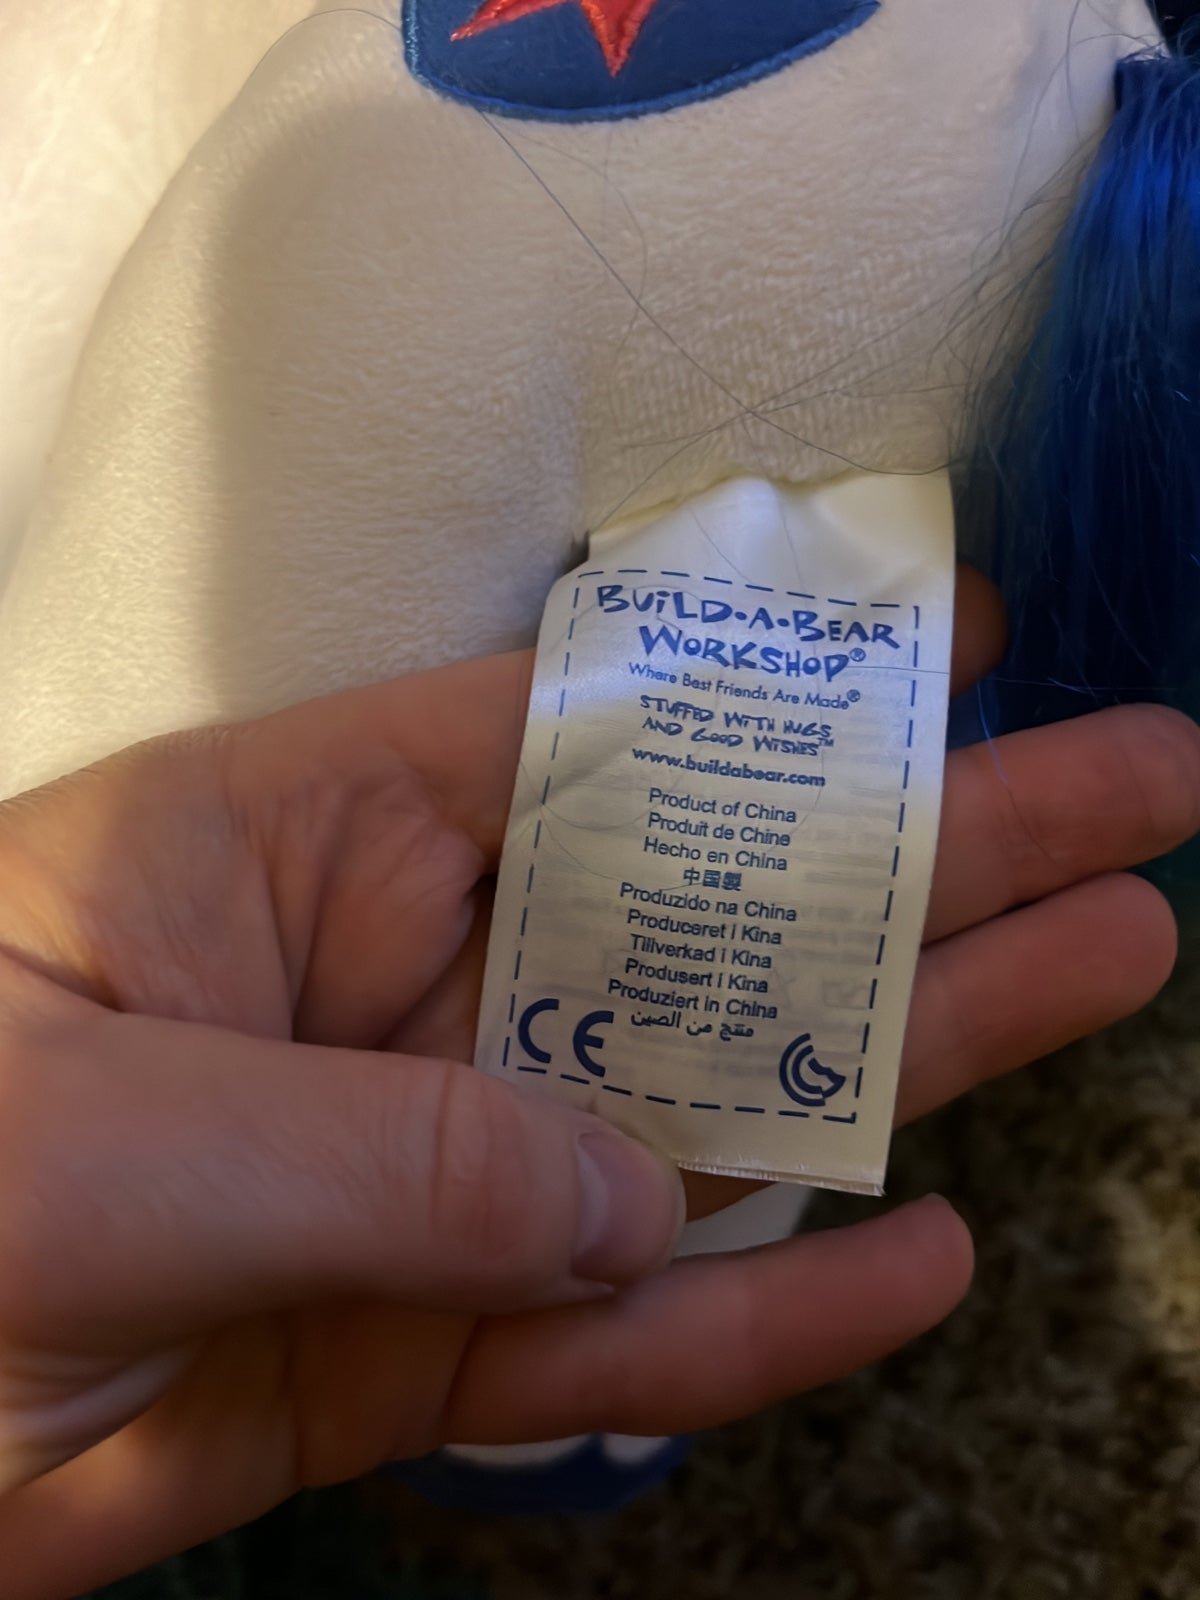 BUILD-A-BEAR
WORKSHOP®
Where Best Friends Are Made®
STUFFED WITH HUGS
AND GOOD WISHES™
www.buildabear.com
Product of China
Produit de Chine
Hecho en China
中国製
Produzido na China
Produceret i Kina
Tillverkad i Kina
Produsert i Kina
Produziert in China
منتج من الصين
CE